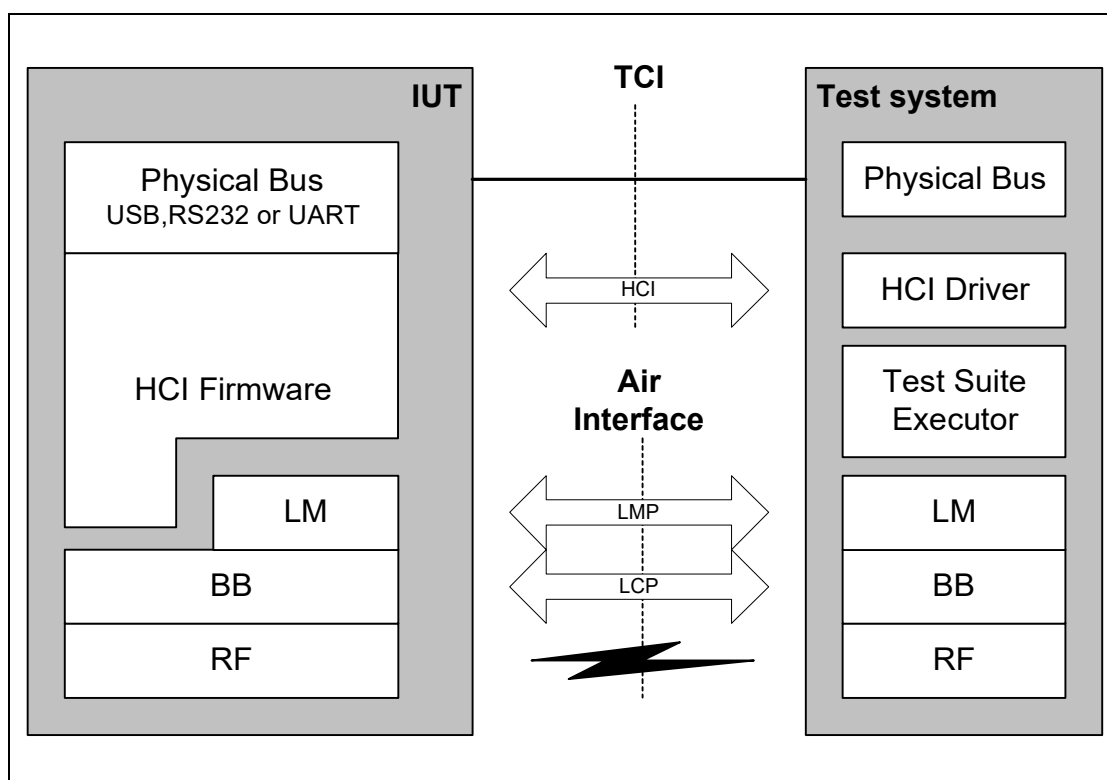 IUT
Physical Bus
USB,RS232 or UART
HCI Firmware
LM
BB
RF
TCI
HCI
Air
Interface
LMP
LCP
Test system
Physical Bus
HCI Driver
Test Suite
Executor
LM
BB
RF